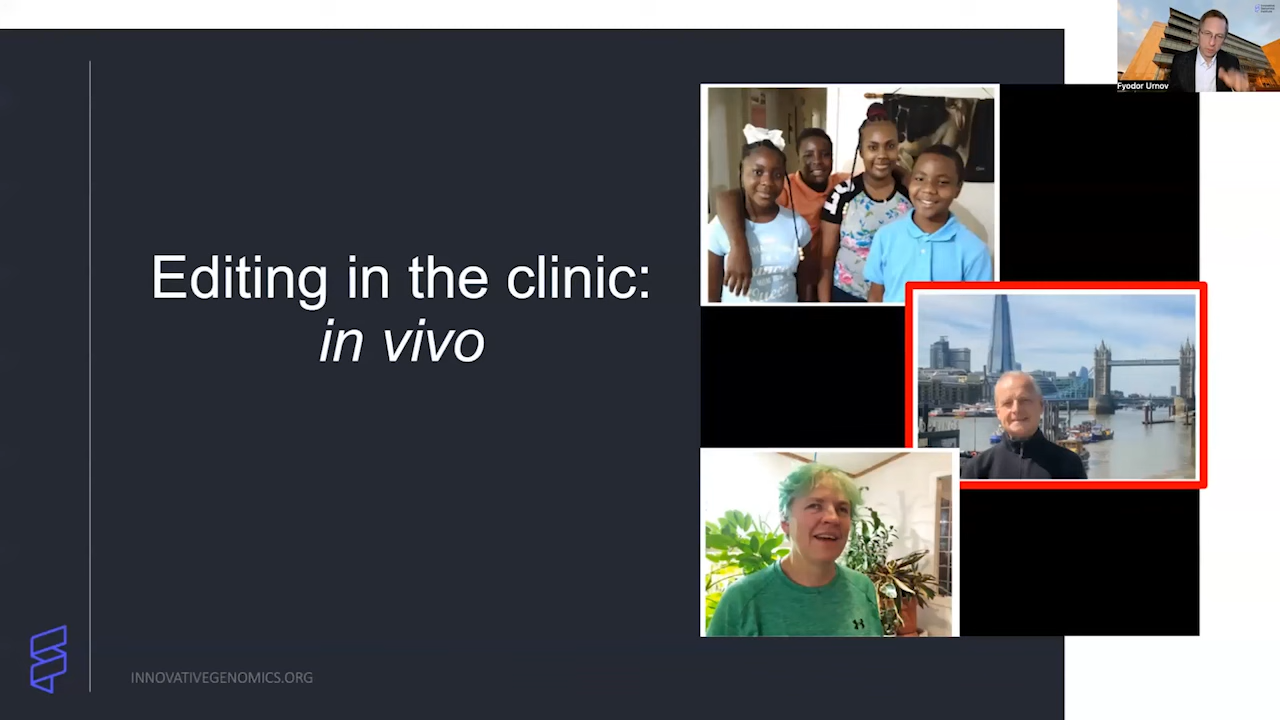 Editing in the clinic:
in vivo
INNOVATIVEGENOMICS.ORG
Fyodor Urnov